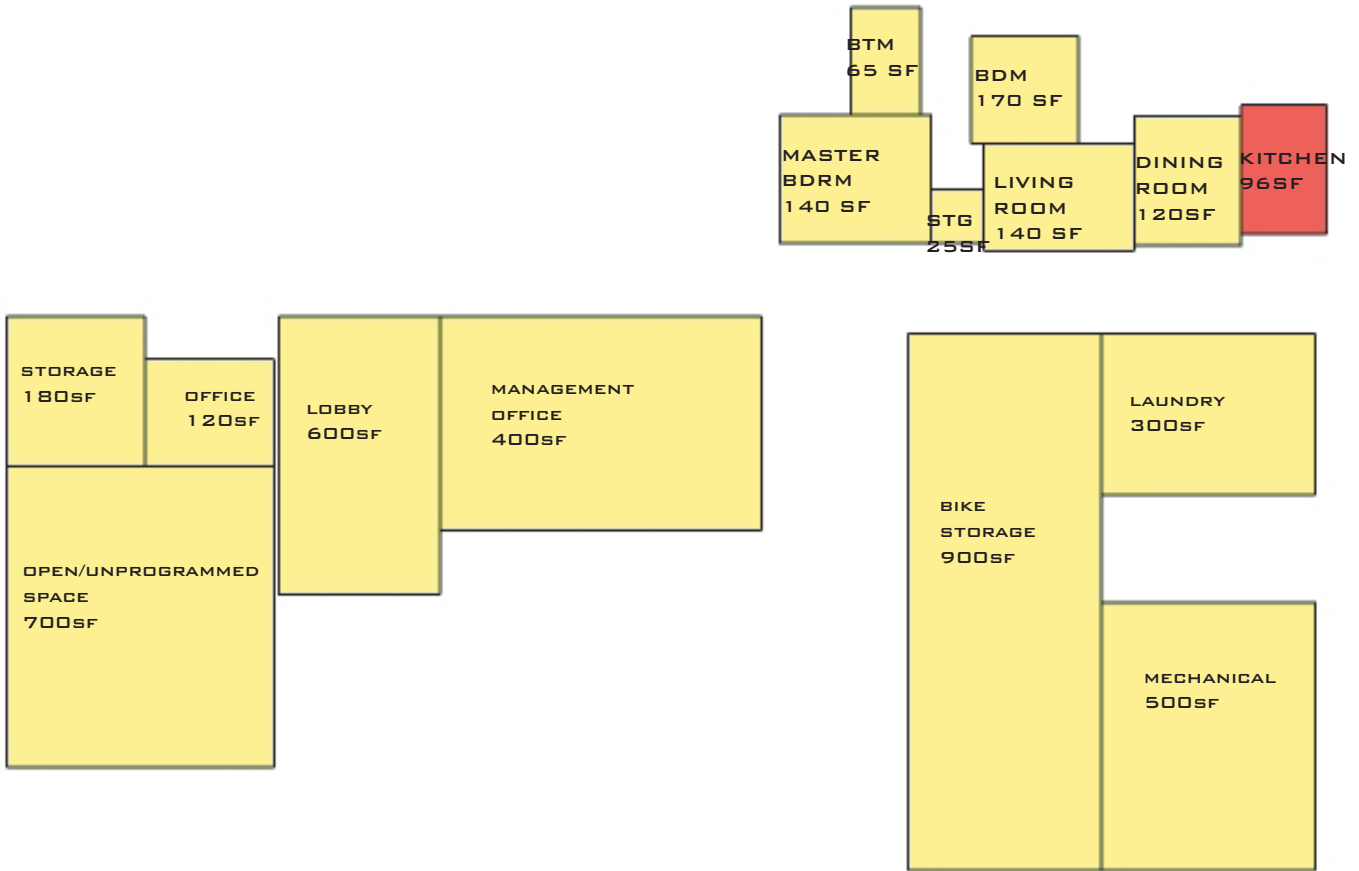 BTM
65 SF
BDM
170 SF
MASTER
BDRM
140 SF
STG
25SF
LIVING
ROOM
140 SF
DINING
ROOM
120SF
KITCHEN
96SF
STORAGE
180SF
OFFICE
120SF
LOBBY
600SF
MANAGEMENT
OFFICE
400SF
OPEN/UNPROGRAMMED
SPACE
700SF
LAUNDRY
300SF
BIKE
STORAGE
900SF
MECHANICAL
500SF